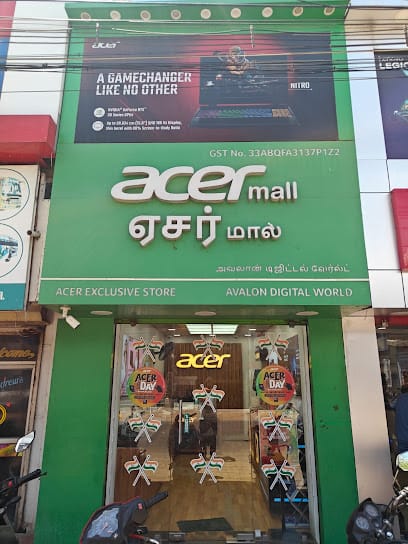 acer
A GAMECHANGER
LIKE NO OTHER
NITRO
LEGIO
GST No. 33ABQFA3137P1Z2
acer mall
ஏசர் மால்
அவலான் டிஜிட்டல் வேர்ல்ட்
ACER EXCLUSIVE STORE AVALON DIGITAL WORLD
acer
ACER
DAY
ACER
DAY